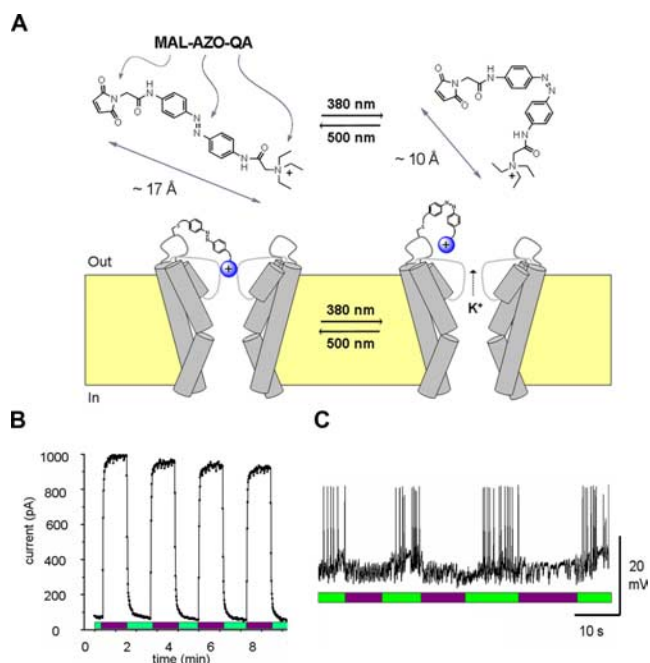 A
MAL-AZO-QA
O
N
O
O
H
N
N
N
N
H
O
N
+
~ 17 Å
380 nm
500 nm
O
N
O
O
H
N
N
N
HN
O
N
+
~ 10 Å
Out
+
+
K+
380 nm
500 nm
In
B
current (pA)
1000
800
600
400
200
0
0 2 4 6 8
time (min)
C
20
mV
10 s